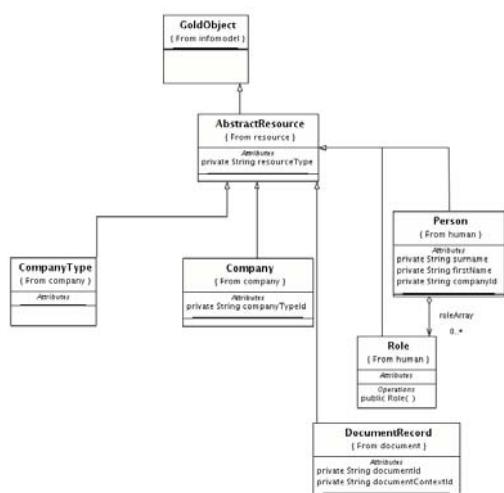 GoldObject
{ From infomodel }
AbstractResource
{ From resource }
Attributes
private String resourceType
Person
{ From human }
Attributes
private String surname
private String firstName
private String companyId
CompanyType
{ From company }
Attributes
Company
{ From company }
Attributes
private String companyTypeId
roleArray
0..*
Role
{ From human }
Attributes
Operations
public Role( )
DocumentRecord
{ From document }
Attributes
private String documentId
private String documentContextId